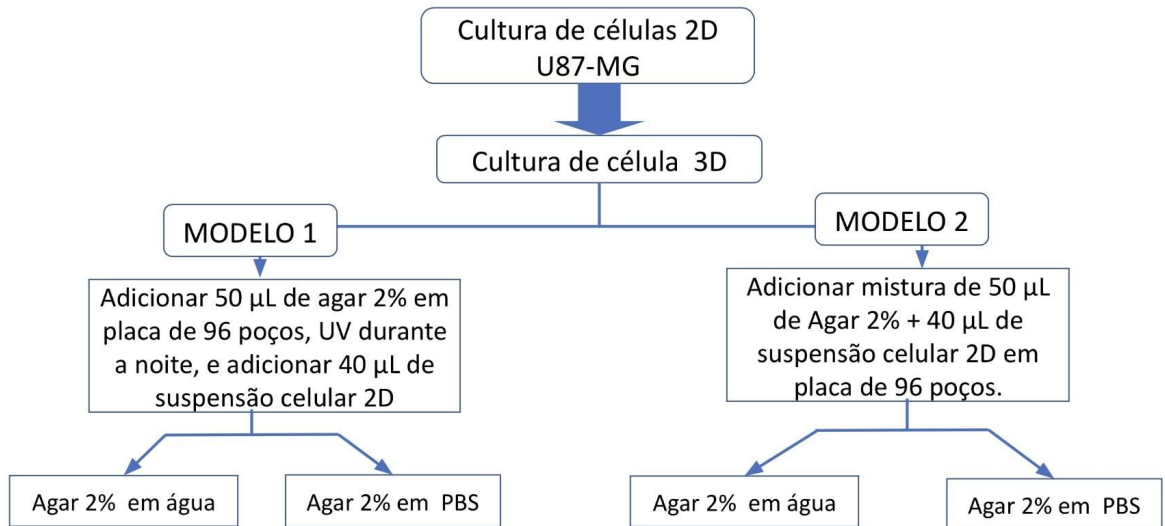 Cultura de células 2D
U87-MG
Cultura de célula 3D
MODELO 1
MODELO 2
Adicionar 50 µL de agar 2% em
placa de 96 poços, UV durante
a noite, e adicionar 40 µL de
suspensão celular 2D
Adicionar mistura de 50 µL
de Agar 2% + 40 µL de
suspensão celular 2D em
placa de 96 poços.
Agar 2% em água
Agar 2% em PBS
Agar 2% em água
Agar 2% em PBS